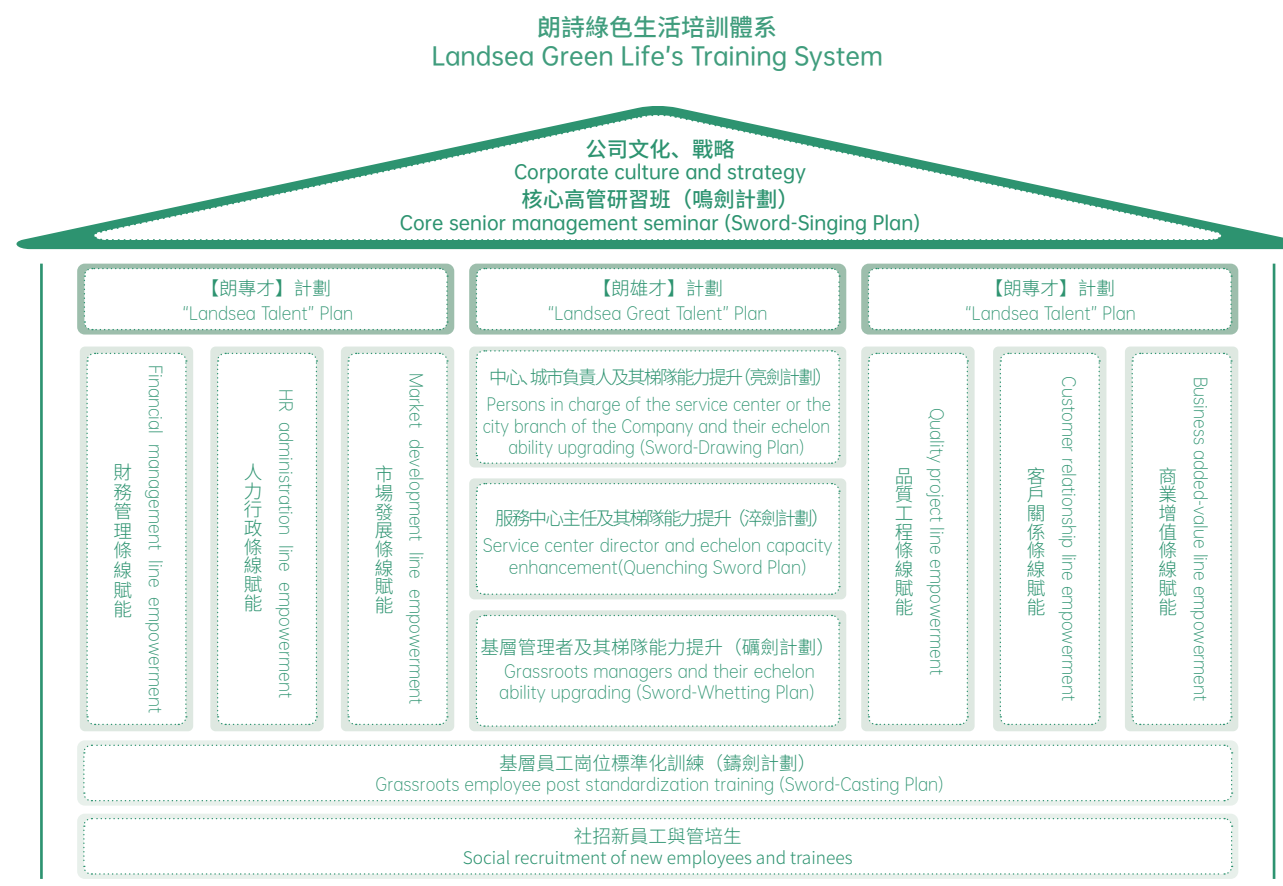 朗詩綠色生活培訓體系
Landsea Green Life's Training System
公司文化、戰略
Corporate culture and strategy
核心高管研習班（鳴劍計劃）
Core senior management seminar (Sword-Singing Plan)
【朗專才】計劃
"Landsea Talent" Plan
【朗雄才】計劃
"Landsea Great Talent" Plan
【朗專才】計劃
"Landsea Talent" Plan
財務管理條線賦能
Financial management line empowerment
人力行政條線賦能
HR administration line empowerment
市場發展條線賦能
Market development line empowerment
中心、城市負責人及其梯隊能力提升(亮劍計劃)
Persons in charge of the service center or the
city branch of the Company and their echelon
ability upgrading (Sword-Drawing Plan)
服務中心主任及其梯隊能力提升（淬劍計劃）
Service center director and echelon capacity
enhancement(Quenching Sword Plan)
基層管理者及其梯隊能力提升（礪劍計劃）
Grassroots managers and their echelon
ability upgrading (Sword-Whetting Plan)
品質工程條線賦能
Quality project line empowerment
客戶關係條線賦能
Customer relationship line empowerment
商業增值條線賦能
Business added-value line empowerment
基層員工崗位標準化訓練（鑄劍計劃）
Grassroots employee post standardization training (Sword-Casting Plan)
社招新員工與管培生
Social recruitment of new employees and trainees